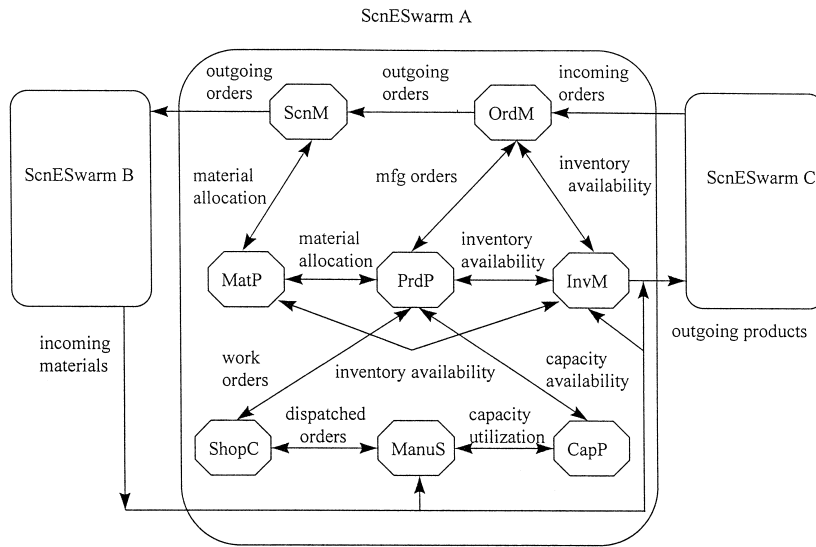 ScnESwarm A
outgoing
orders
outgoing
orders
incoming
orders
ScnM
OrdM
ScnESwarm B
material
allocation
mfg orders
inventory
availability
ScnESwarm C
material
allocation
inventory
availability
MatP
PrdP
InvM
outgoing products
incoming
materials
work
orders
inventory availability
capacity
availability
dispatched
orders
capacity
utilization
ShopC
ManuS
CapP